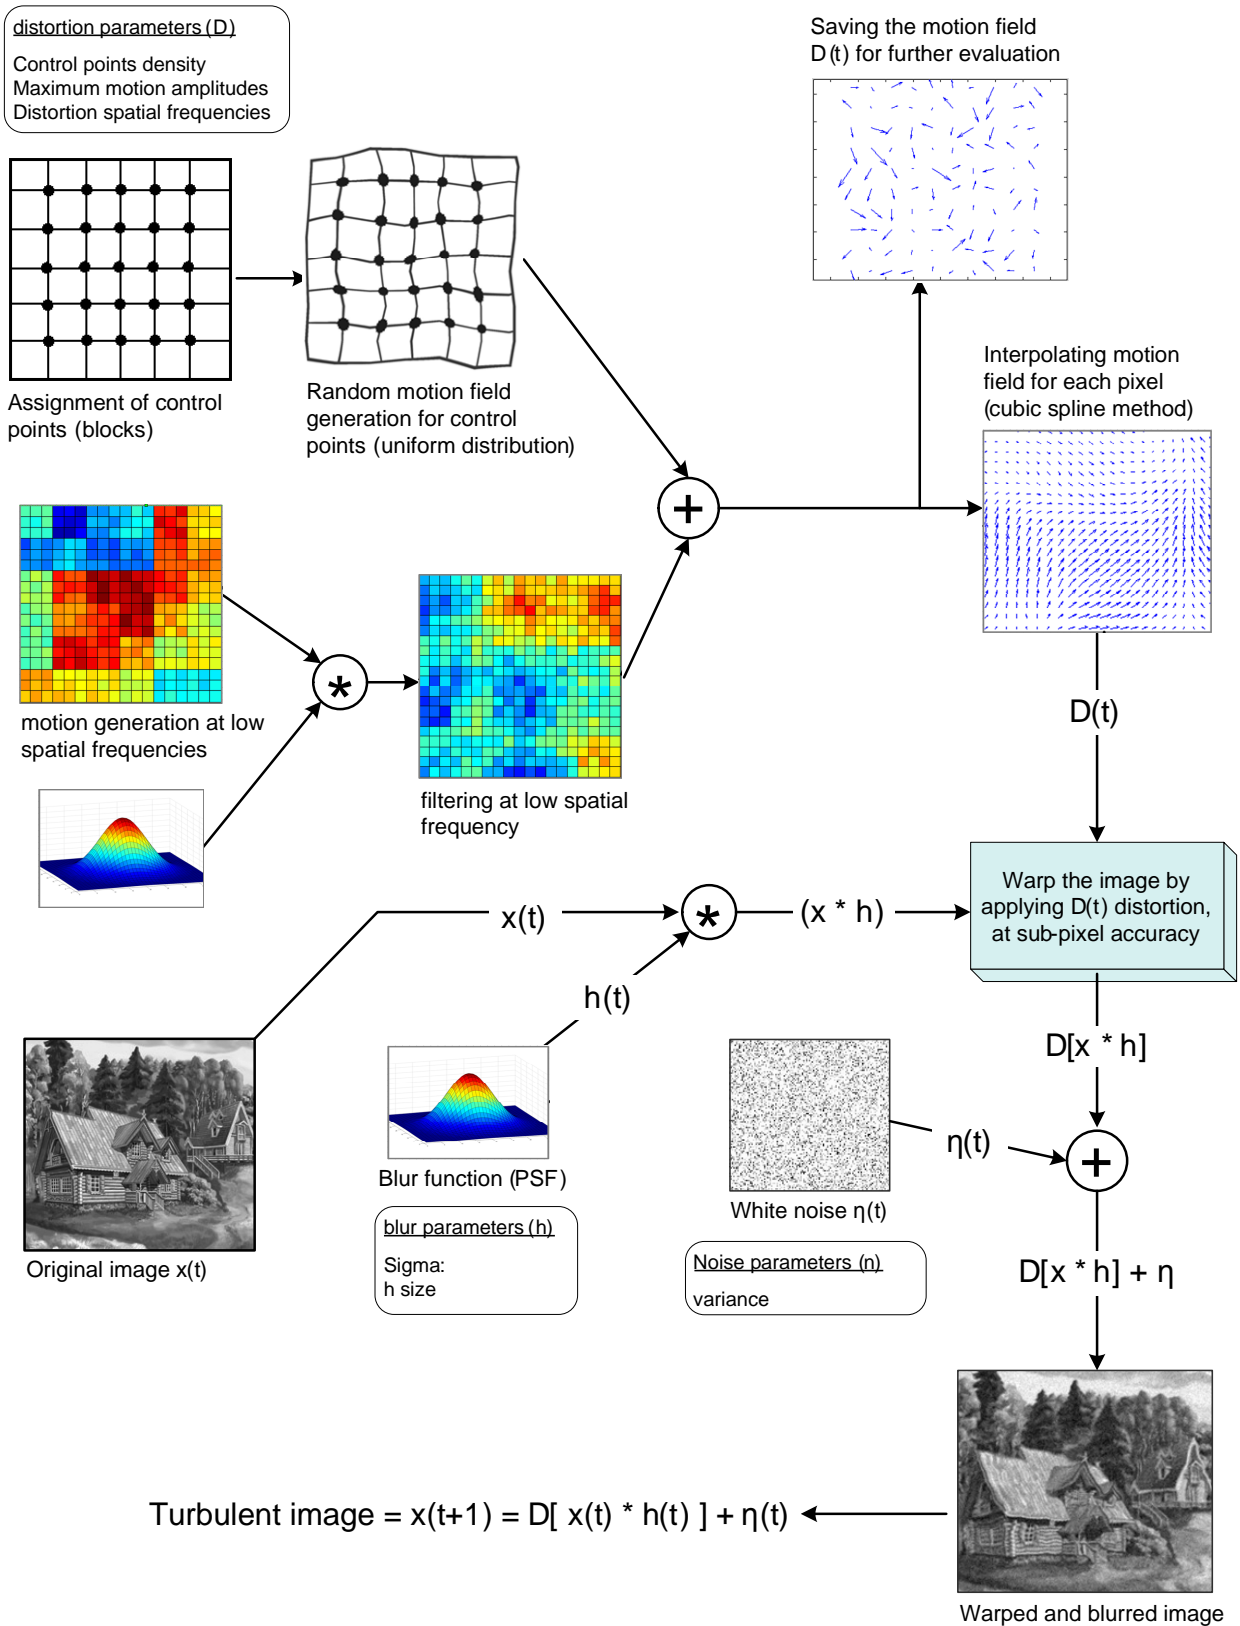 distortion parameters (D)
Control points density
Maximum motion amplitudes
Distortion spatial frequencies
Saving the motion field
D(t) for further evaluation
Assignment of control
points (blocks)
Random motion field
generation for control
points (uniform distribution)
Interpolating motion
field for each pixel
(cubic spline method)
+
motion generation at low
spatial frequencies
*
filtering at low spatial
frequency
D(t)
Warp the image by
applying D(t) distortion,
at sub-pixel accuracy
x(t)
*
(x * h)
h(t)
D[x * h]
η(t)
+
Original image x(t)
Blur function (PSF)
blur parameters (h)
Sigma:
h size
White noise η(t)
Noise parameters (n)
variance
D[x * h] + η
Turbulent image = x(t+1) = D[ x(t) * h(t) ] + η(t)
Warped and blurred image